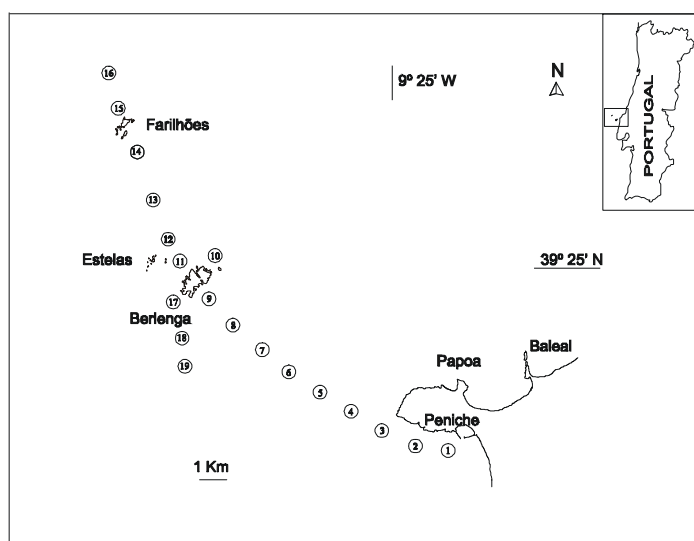 16
9º 25' W
N
PORTUGAL
15
Farilhões
14
13
12
Estelas
11
10
39º 25' N
17
9
Berlenga
8
18
Baleal
7
Papoa
19
6
5
4
Peniche
3
2
1
1 Km